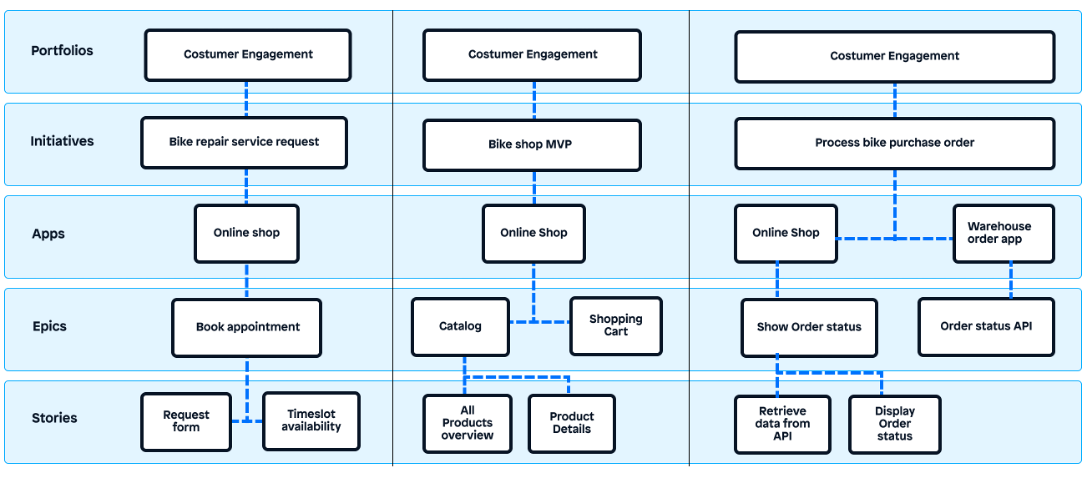 Portfolios
Costumer Engagement
Costumer Engagement
Costumer Engagement
Initiatives
Bike repair service request
Bike shop MVP
Process bike purchase order
Apps
Online shop
Online Shop
Online Shop
Warehouse
order app
Epics
Book appointment
Catalog
Shopping
Cart
Show Order status
Order status API
Stories
Request
form
Timeslot
availability
All
Products
overview
Product
Details
Retrieve
data from
API
Display
Order
status